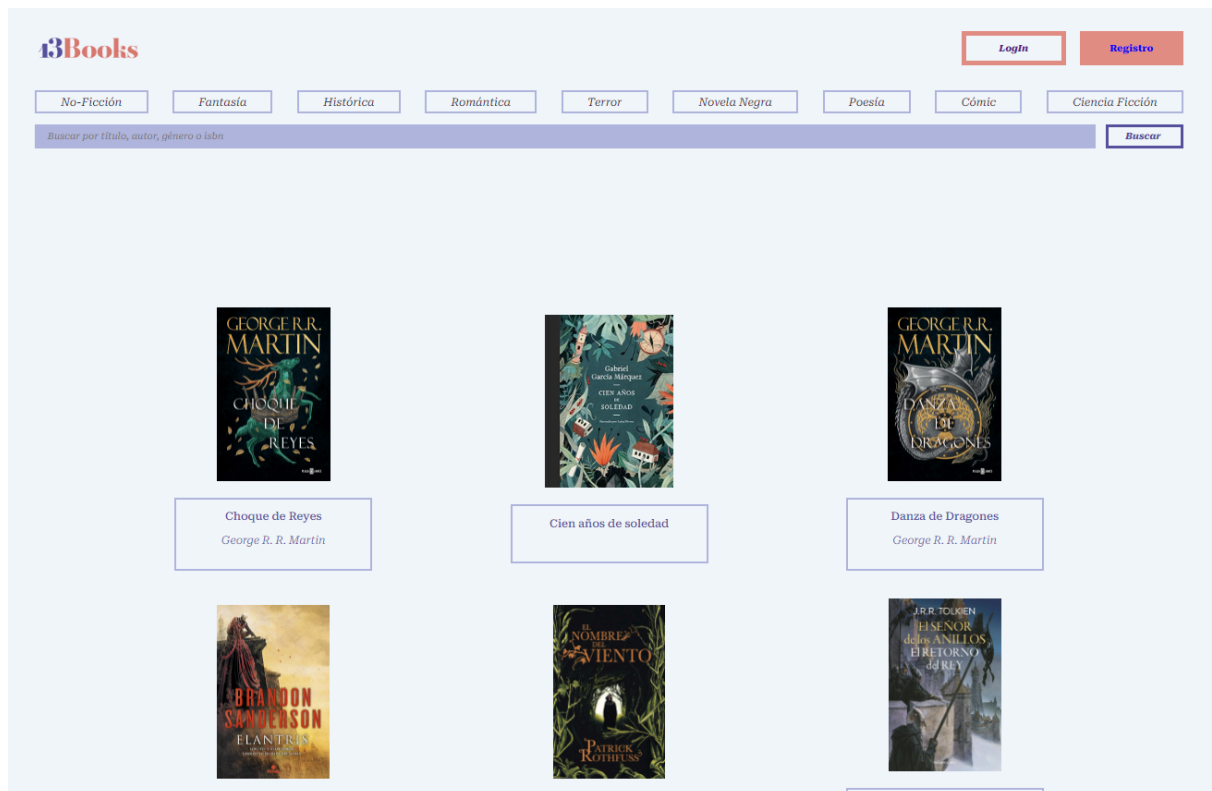 13Books
LogIn
Registro
No-Ficción
Fantasía
Histórica
Romántica
Terror
Novela Negra
Poesía
Cómic
Ciencia Ficción
Buscar por título, autor, género o isbn
Buscar
GEORGE R.R.
MARTIN
CHOQUE
DE
REYES
Gabriel
García Márquez
CIEN AÑOS
DE
SOLEDAD
GEORGE R.R.
MARTIN
DANZA
DE
DRAGONES
Choque de Reyes
George R. R. Martin
Cien años de soledad
Danza de Dragones
George R. R. Martin
BRANDON
SANDERSON
ELANTRIS
EL
NOMBRE
DEL
VIENTO
PATRICK
ROTHFUSS
J.R.R. TOLKIEN
EL SEÑOR
de los ANILLOS
EL RETORNO
del REY